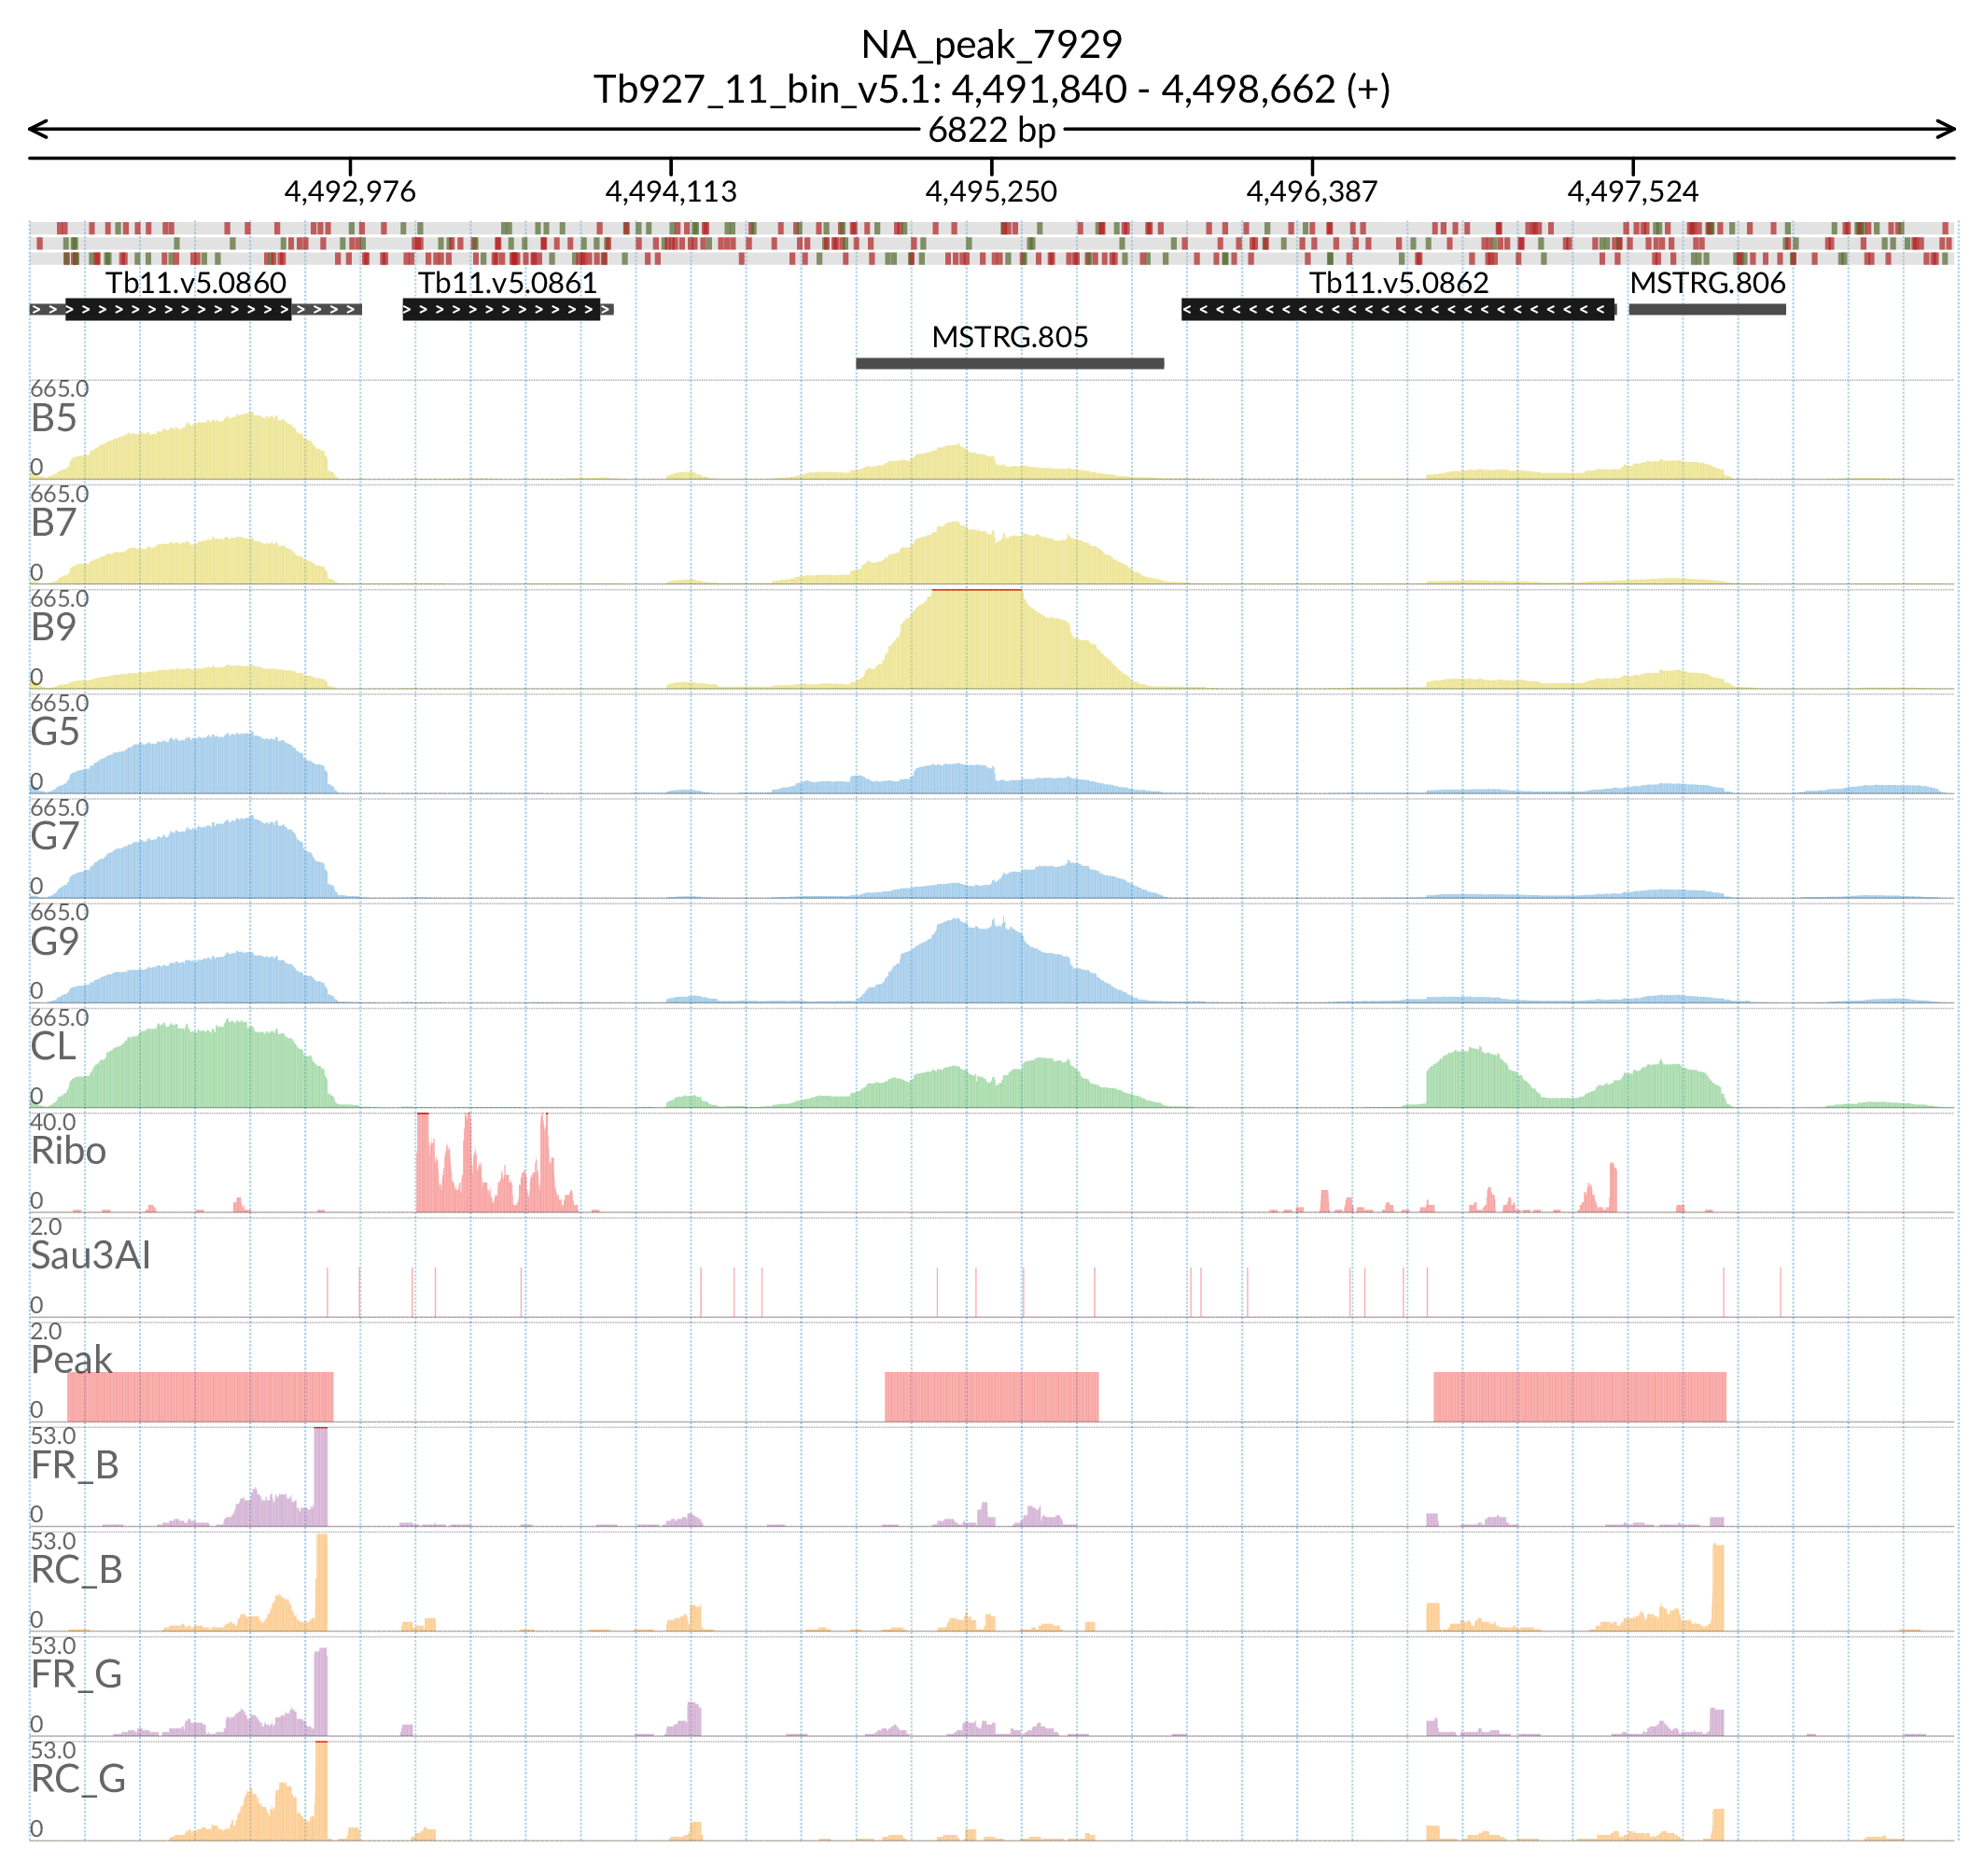 NA_peak_7929
Tb927_11_bin_v5.1: 4,491,840 - 4,498,662 (+)
6822 bp
4,492,976 4,494,113 4,495,250 4,496,387 4,497,524
Tb11.v5.0860 Tb11.v5.0861 Tb11.v5.0862 MSTRG.806
MSTRG.805
665.0
B5
0
665.0
B7
0
665.0
B9
0
665.0
G5
0
665.0
G7
0
665.0
G9
0
665.0
CL
0
40.0
Ribo
0
2.0
Sau3AI
0
2.0
Peak
0
53.0
FR_B
0
53.0
RC_B
0
53.0
FR_G
0
53.0
RC_G
0